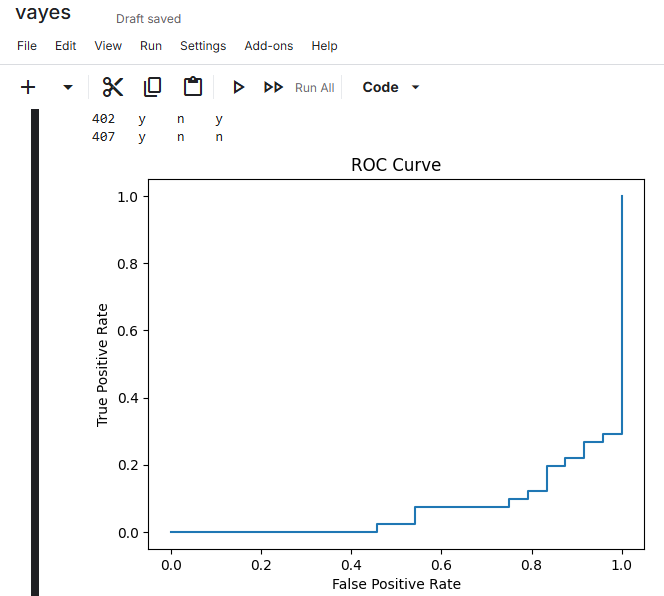 vayes
Draft saved
File Edit View Run Settings Add-ons Help
Run All Code
402 y n y
407 y n n
ROC Curve
1.0
0.8
0.6
0.4
0.2
0.0
True Positive Rate
0.0 0.2 0.4 0.6 0.8 1.0
False Positive Rate